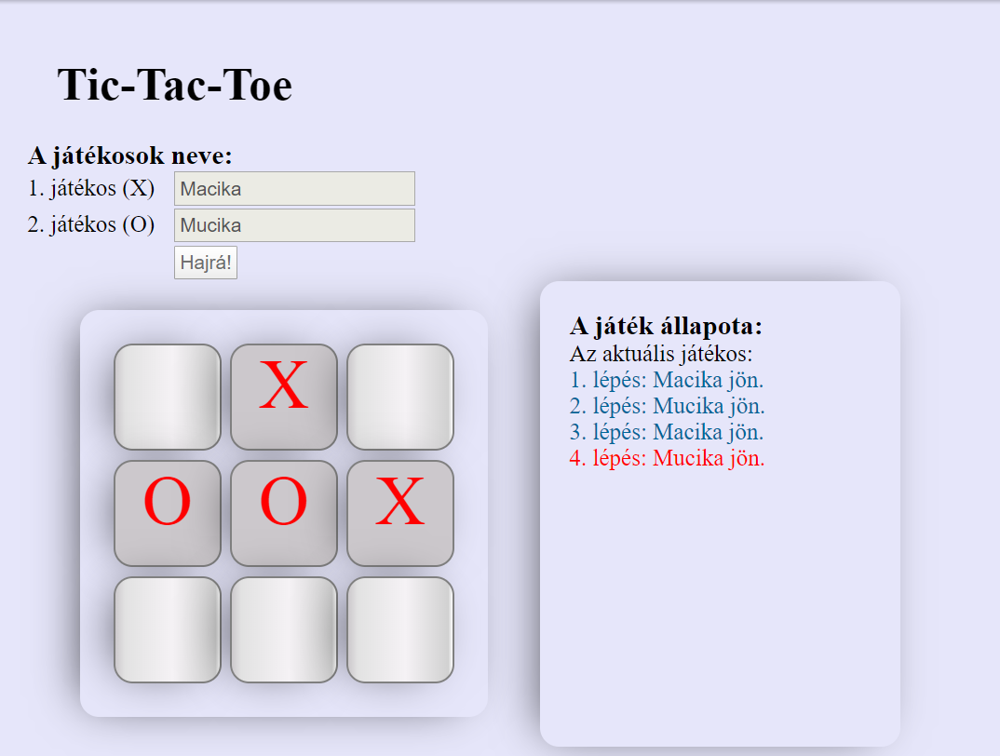 Tic-Tac-Toe
A játékosok neve:
1. játékos (X) Macika
2. játékos (O) Mucika
Hajrá!
X
O O X
A játék állapota:
Az aktuális játékos:
1. lépés: Macika jön.
2. lépés: Mucika jön.
3. lépés: Macika jön.
4. lépés: Mucika jön.